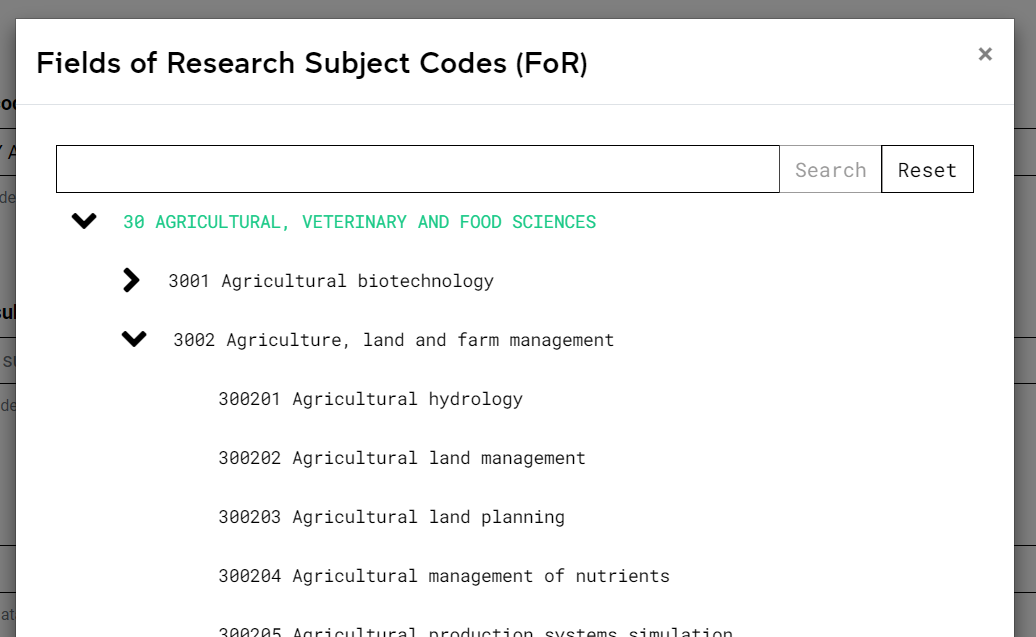 Fields of Research Subject Codes (FoR)
×
Search
Reset
30 AGRICULTURAL, VETERINARY AND FOOD SCIENCES
3001 Agricultural biotechnology
3002 Agriculture, land and farm management
300201 Agricultural hydrology
300202 Agricultural land management
300203 Agricultural land planning
300204 Agricultural management of nutrients
300205 Agricultural production systems simulation